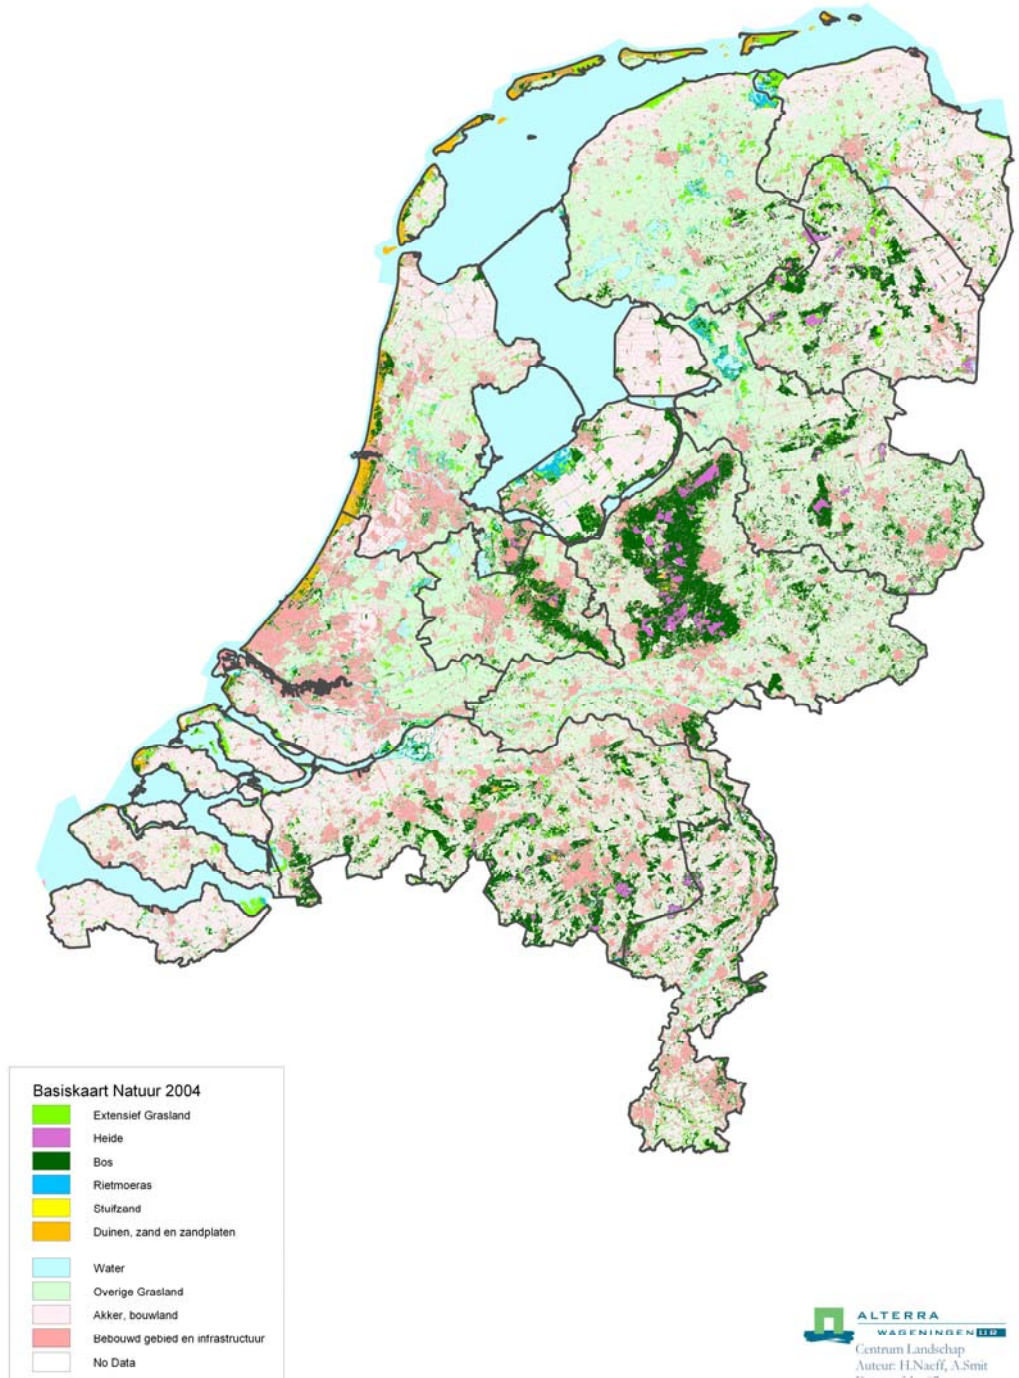 Basiskaart Natuur 2004
Extensief Grasland
Heide
Bos
Rietmoeras
Stuifzand
Duinen, zand en zandplaten
Water
Overige Grasland
Akker, bouwland
Bebouwd gebied en infrastructuur
No Data
ALTERRA
WAGENINGEN UR
Centrum Landschap
Auteur: H.Naeff, A.Smit